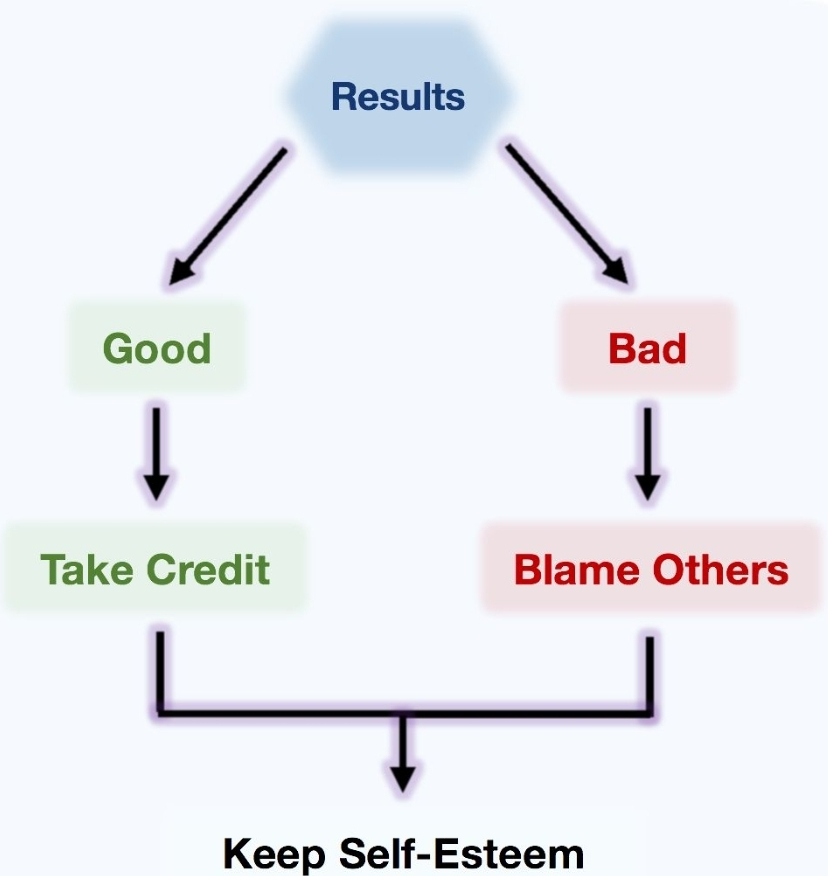 Results
Good
Bad
Take Credit
Blame Others
Keep Self-Esteem